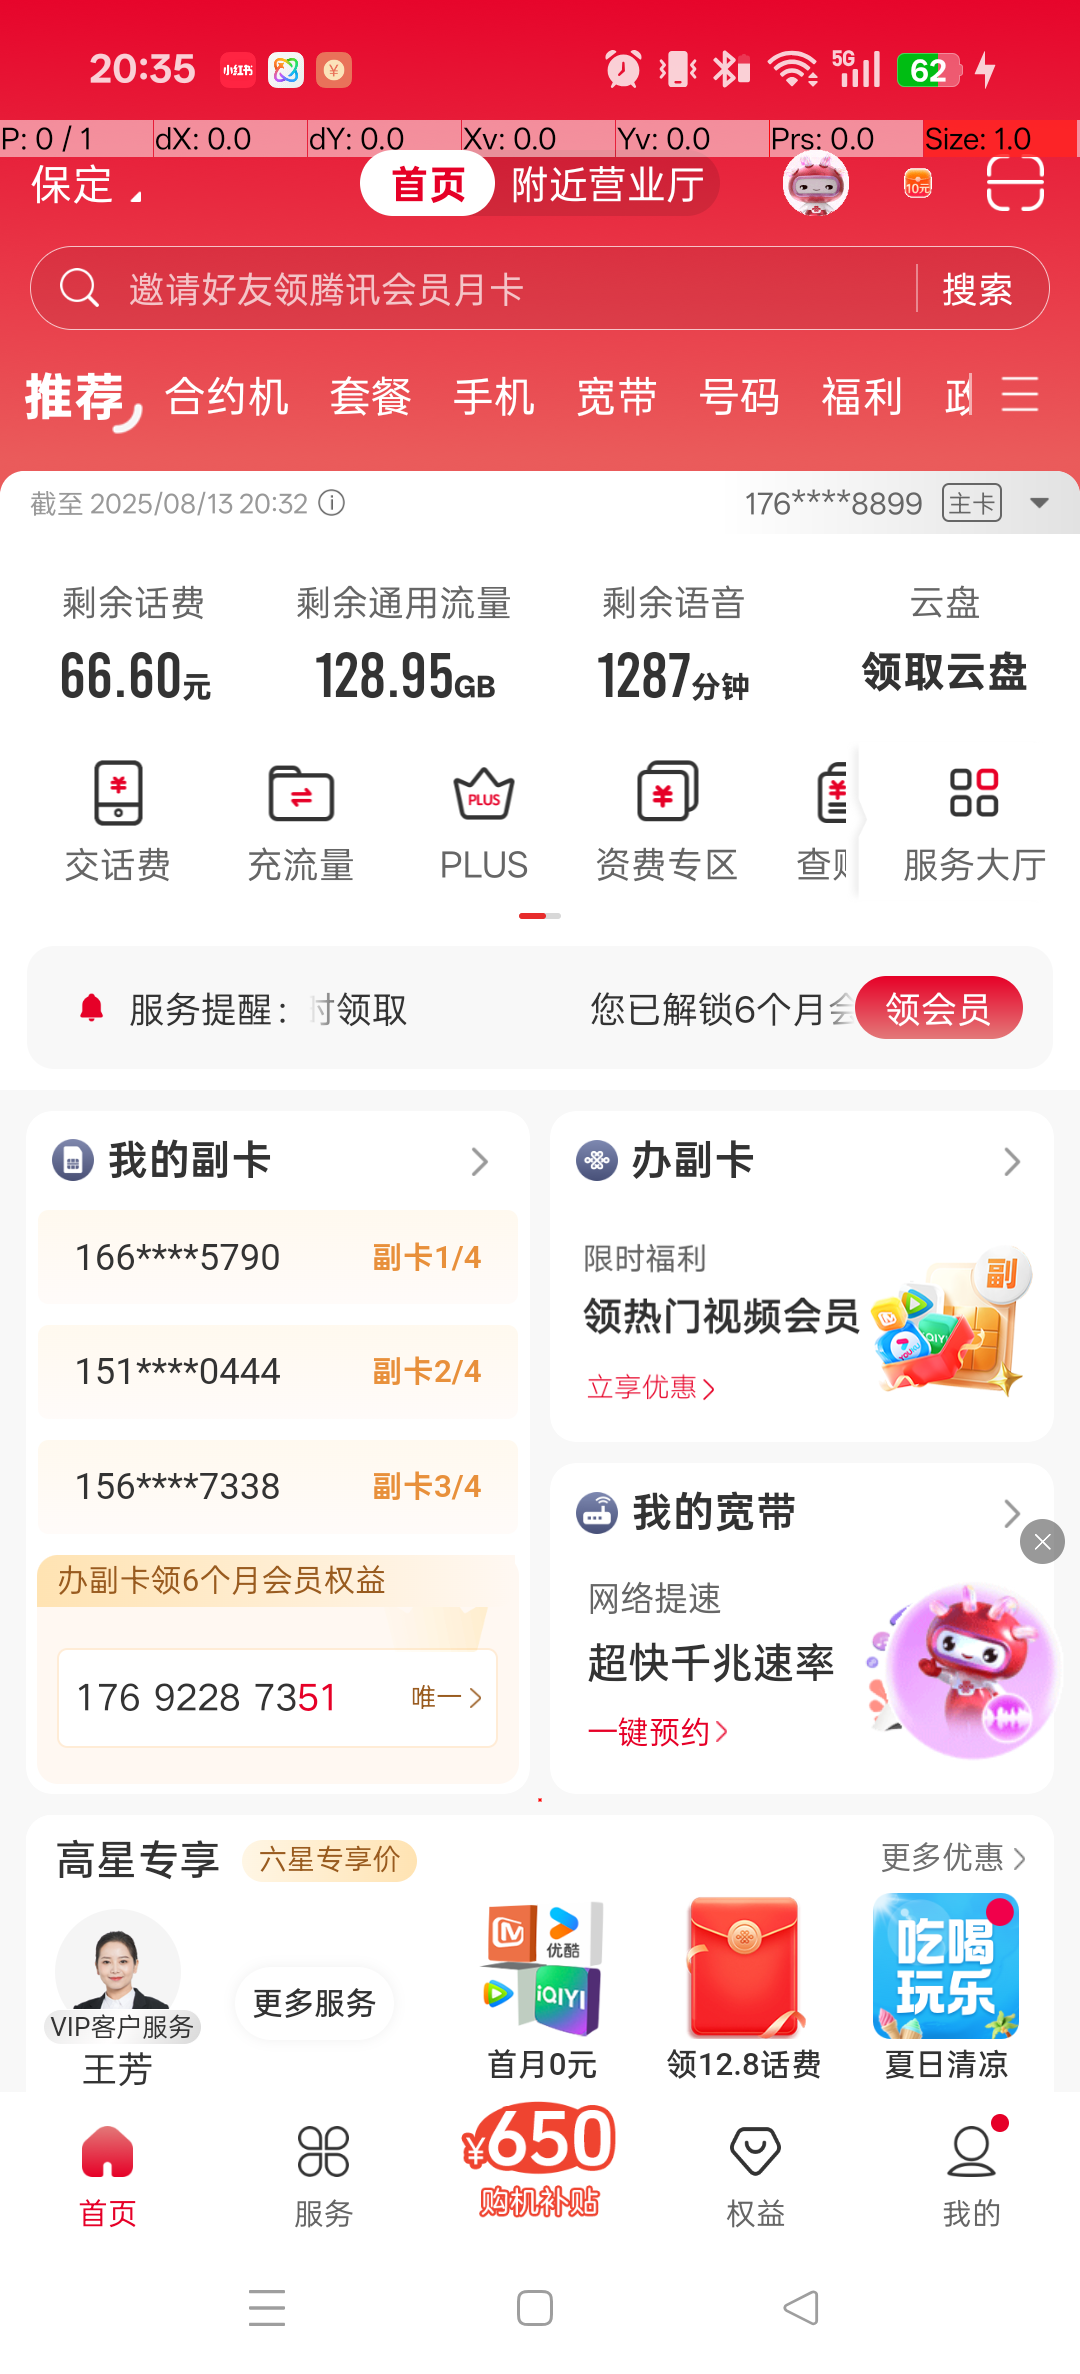 20:35
小红书
5G
62
P: 0 / 1
dX: 0.0
dY: 0.0
Xv: 0.0
Yv: 0.0
Prs: 0.0
Size: 1.0
保定
首页
附近营业厅
10元
邀请好友领腾讯会员月卡
搜索
推荐
合约机
套餐
手机
宽带
号码
福利
截至 2025/08/13 20:32
176****8899
主卡
剩余话费
剩余通用流量
剩余语音
云盘
66.60元
128.95GB
1287分钟
领取云盘
PLUS
交话费
充流量
PLUS
资费专区
查
服务大厅
服务提醒：
时领取
您已解锁6个月会
领会员
我的副卡
166****5790
副卡1/4
151****0444
副卡2/4
156****7338
副卡3/4
办副卡领6个月会员权益
176 9228 7351
唯一
办副卡
限时福利
领热门视频会员
立享优惠
副
我的宽带
网络提速
超快千兆速率
一键预约
高星专享
六星专享价
更多优惠
VIP客户服务
王芳
更多服务
优酷
iQIYI
首月0元
领12.8话费
吃喝
玩乐
夏日清凉
¥650
购机补贴
首页
服务
权益
我的